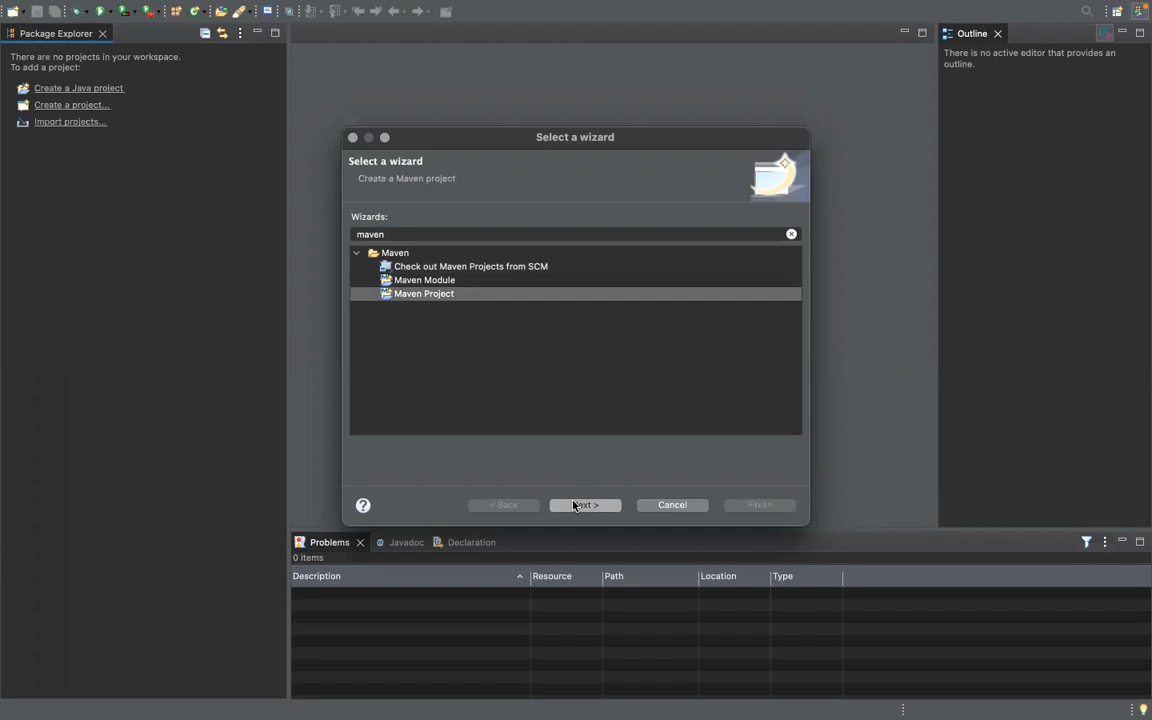 Package Explorer
Outline
There are no projects in your workspace.
To add a project:
Create a Java project
Create a project...
Import projects...
There is no active editor that provides an
outline.
Select a wizard
Select a wizard
Create a Maven project
Wizards:
maven
Maven
Check out Maven Projects from SCM
Maven Module
Maven Project
?
< Back
ext >
Cancel
Finish
Problems
Javadoc
Declaration
0 items
Description
Resource
Path
Location
Type